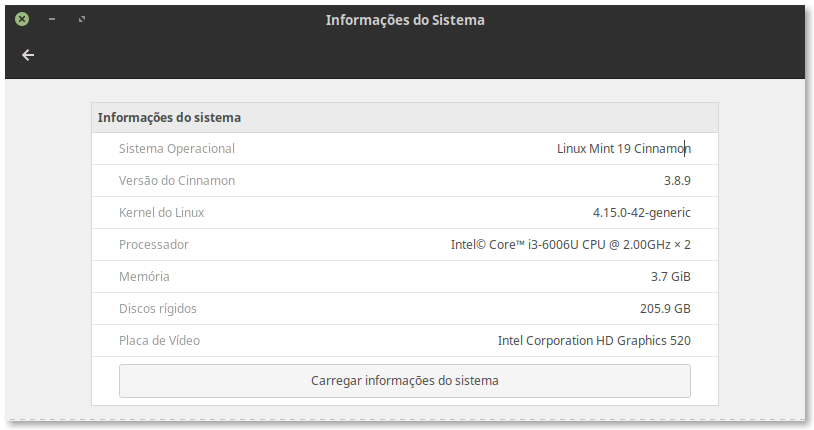 Informações do Sistema
Informações do sistema
Sistema Operacional Linux Mint 19 Cinnamon
Versão do Cinnamon 3.8.9
Kernel do Linux 4.15.0-42-generic
Processador Intel© Core™ i3-6006U CPU @ 2.00GHz × 2
Memória 3.7 GiB
Discos rígidos 205.9 GB
Placa de Vídeo Intel Corporation HD Graphics 520
Carregar informações do sistema